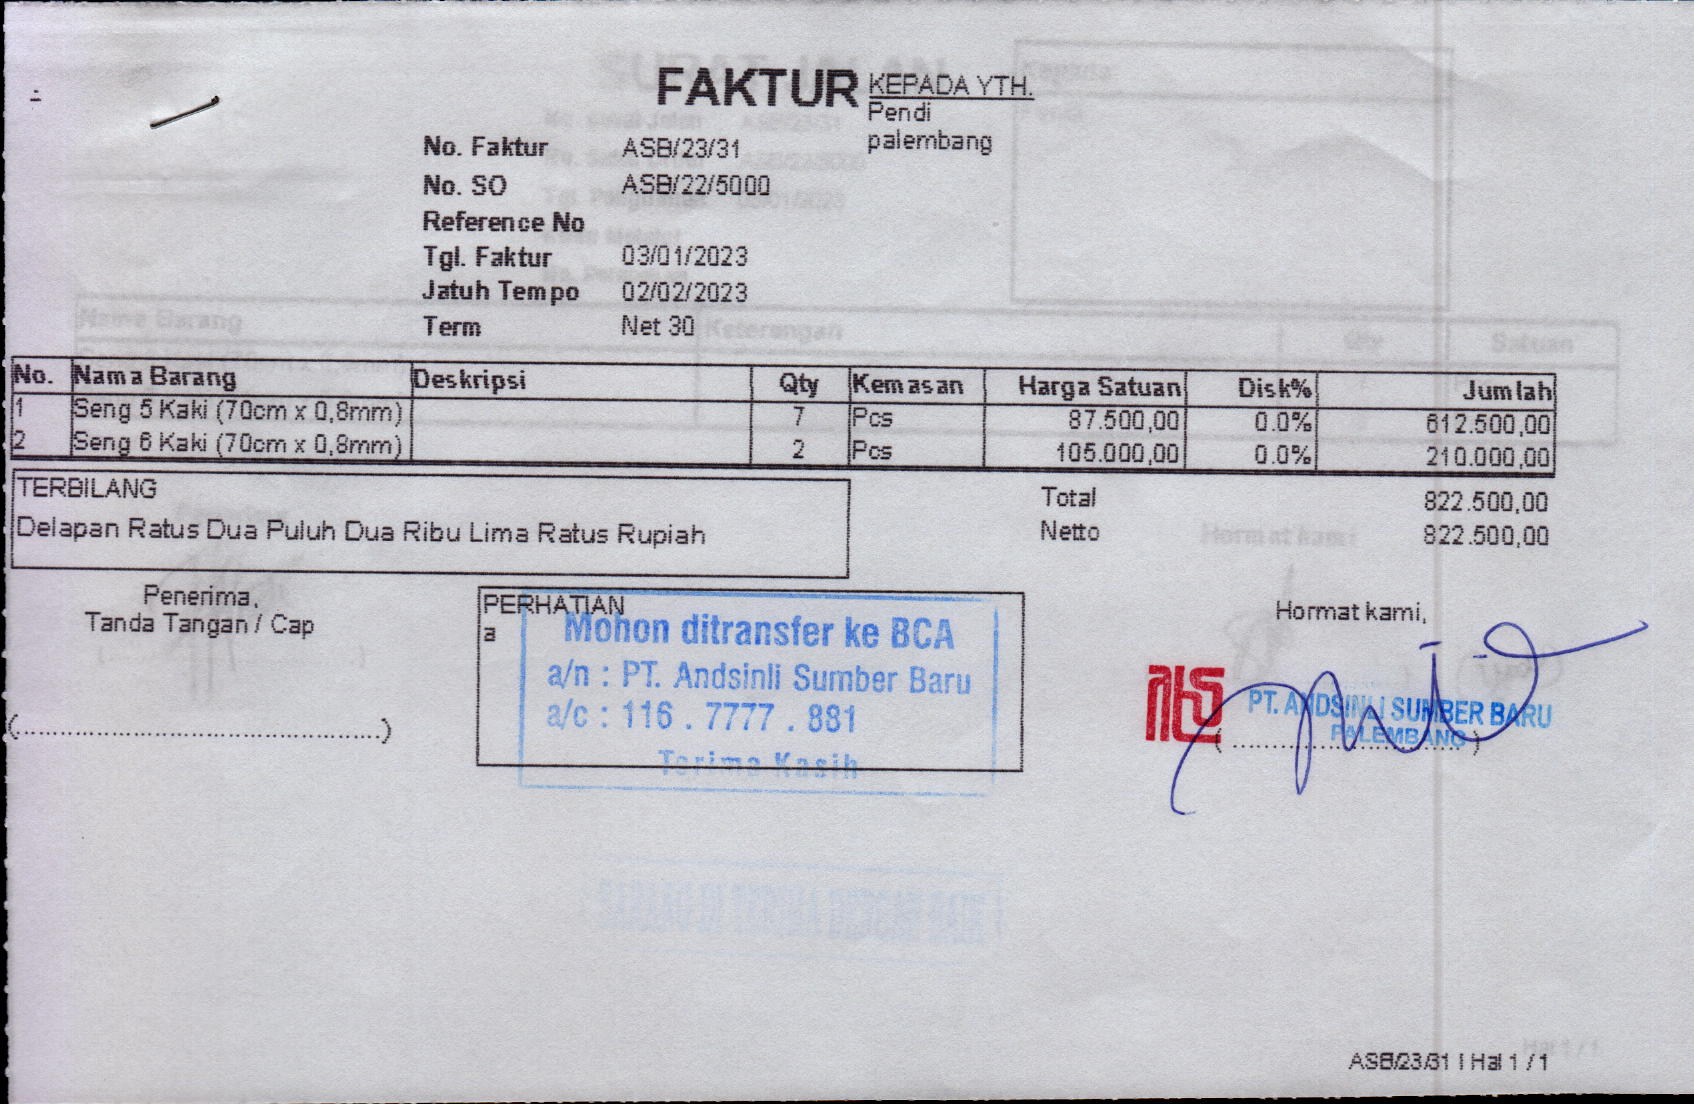 FAKTUR
KEPADA YTH.
Pendi
palembang
No. Faktur ASB/23/31
No. SO ASB/22/5000
Reference No
Tgl. Faktur 03/01/2023
Jatuh Tempo 02/02/2023
Term Net 30
No. Nama Barang Deskripsi Qty Kemasan Harga Satuan Disk% Jumlah
1 Seng 5 Kaki (70cm x 0,8mm) 7 Pcs 87.500,00 0.0% 612.500,00
2 Seng 6 Kaki (70cm x 0,8mm) 2 Pcs 105.000,00 0.0% 210.000,00
TERBILANG
Delapan Ratus Dua Puluh Dua Ribu Lima Ratus Rupiah
Total 822.500,00
Netto 822.500,00
Penerima,
Tanda Tangan / Cap
(..............................................)
PERHATIAN
a
Mohon ditransfer ke BCA
a/n : PT. Andsinli Sumber Baru
a/c : 116 . 7777 . 881
Terima Kasih
Hormat kami,
PT. ANDSINLI SUMBER BARU
PALEMBANG
(..............................)
ASB/23/31 | Hal 1 / 1